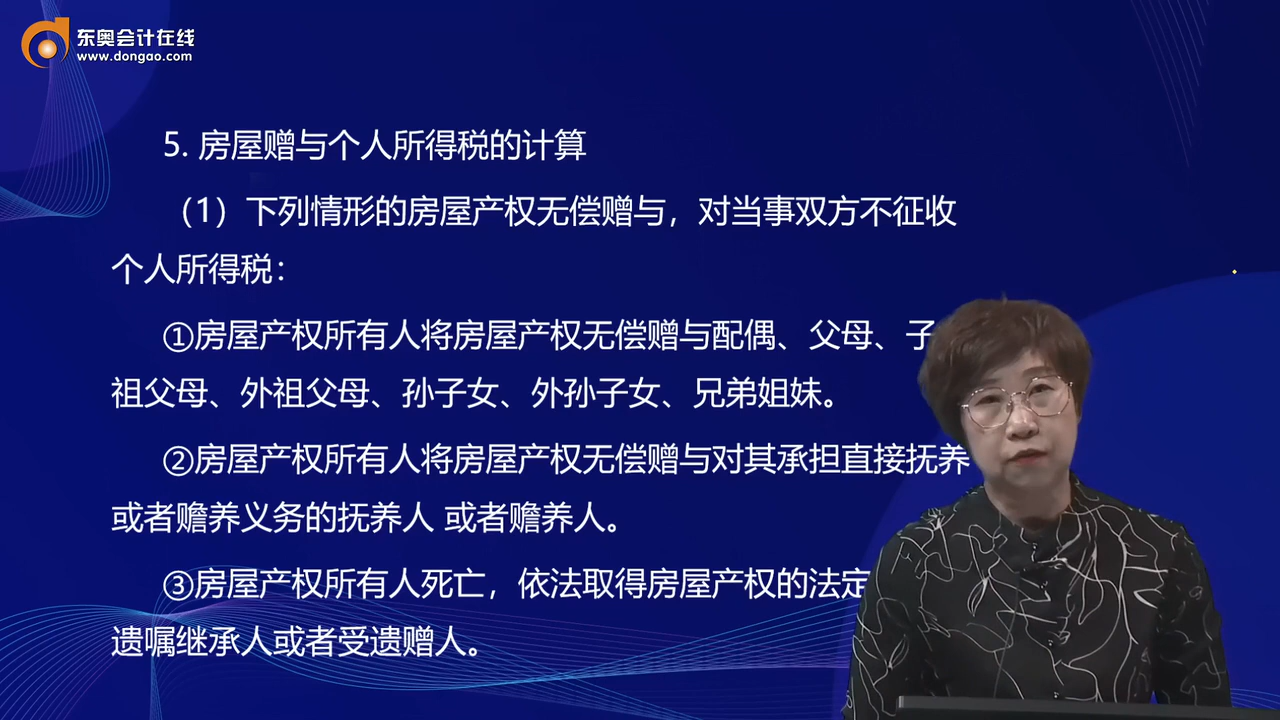 东奥会计在线
www.dongao.com
5. 房屋赠与个人所得税的计算
（1）下列情形的房屋产权无偿赠与，对当事双方不征收
个人所得税：
①房屋产权所有人将房屋产权无偿赠与配偶、父母、子
祖父母、外祖父母、孙子女、外孙子女、兄弟姐妹。
②房屋产权所有人将房屋产权无偿赠与对其承担直接抚养
或者赡养义务的抚养人 或者赡养人。
③房屋产权所有人死亡，依法取得房屋产权的法定
遗嘱继承人或者受遗赠人。